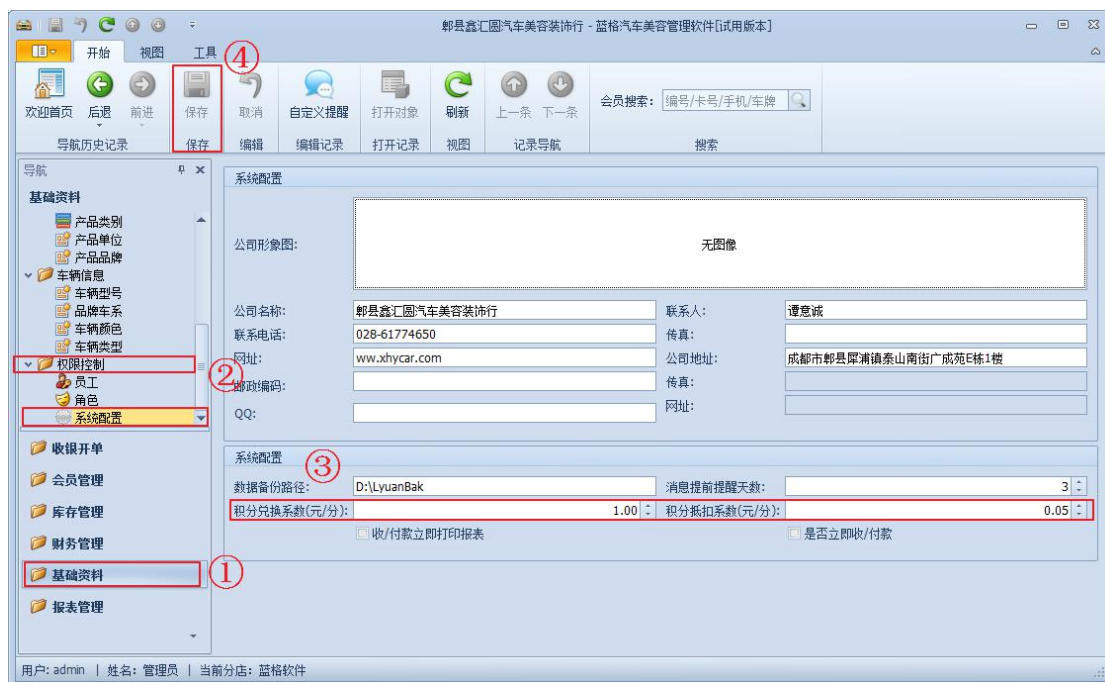 郫县鑫汇圆汽车美容装饰行 - 蓝格汽车美容管理软件[试用版本]
开始 视图 工具 ④
欢迎首页 后退 前进 保存 取消 自定义提醒 打开对象 刷新 上一条 下一条 会员搜索: 编号/卡号/手机/车牌
导航历史记录 保存 编辑 编辑记录 打开记录 视图 记录导航 搜索
导航
基础资料
产品类别
产品单位
产品品牌
车辆信息
车辆型号
品牌车系
车辆颜色
车辆类型
权限控制
②
员工
角色
系统配置
收银开单
会员管理
库存管理
财务管理
基础资料 ①
报表管理
系统配置
公司形象图: 无图像
公司名称: 郫县鑫汇圆汽车美容装饰行 联系人: 谭意诚
联系电话: 028-61774650 传真:
网址: www.xhycar.com 公司地址: 成都市郫县犀浦镇泰山南街广成苑E栋1楼
邮政编码: 传真:
QQ: 网址:
系统配置 ③
数据备份路径: D:\LyuanBak 消息提前提醒天数: 3
积分兑换系数(元/分): 1.00 积分抵扣系数(元/分): 0.05
收/付款立即打印报表 是否立即收/付款
用户: admin | 姓名: 管理员 | 当前分店: 蓝格软件